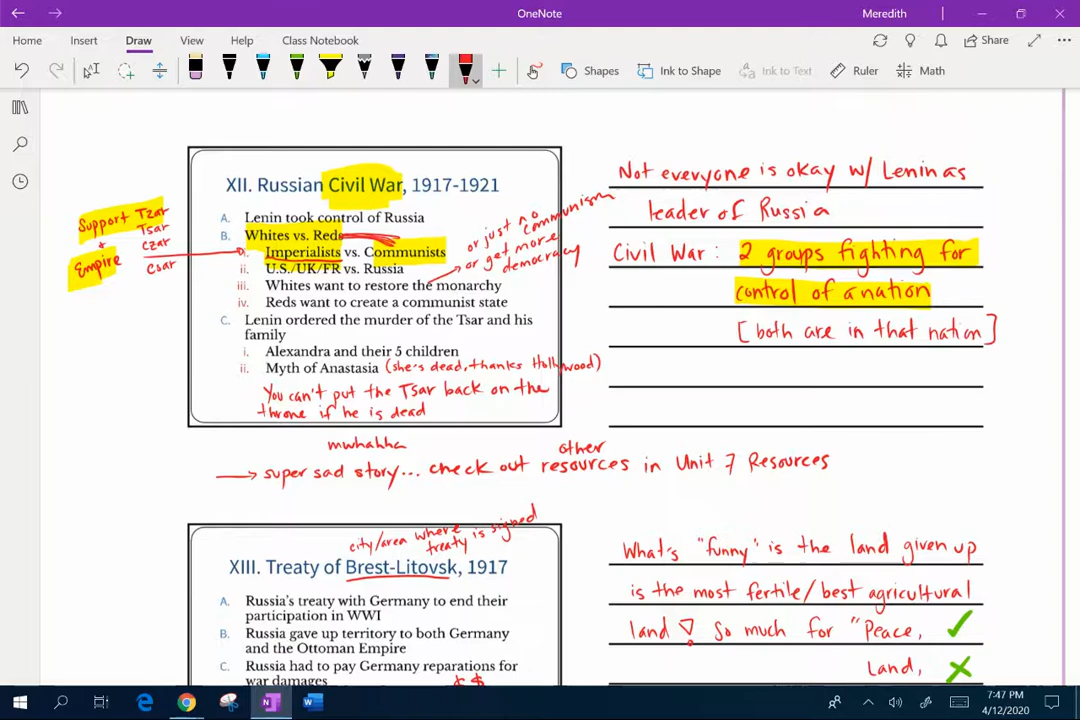 OneNote
Meredith
Home
Insert
Draw
View
Help
Class Notebook
Share
Shapes
Ink to Shape
Ink to Text
Ruler
Math
XII. Russian Civil War, 1917-1921
A. Lenin took control of Russia
B. Whites vs. Reds
i. Imperialists vs. Communists
ii. U.S./UK/FR vs. Russia
iii. Whites want to restore the monarchy
iv. Reds want to create a communist state
C. Lenin ordered the murder of the Tsar and his
family
i. Alexandra and their 5 children
ii. Myth of Anastasia (she's dead, thanks Hollywood)
You can't put the Tsar back on the
throne if he is dead
Support Tzar
Tsar
+
Czar
Empire
Csar
or just no
communism
or get more
democracy
Not everyone is okay w/ Lenin as
leader of Russia
Civil War: 2 groups fighting for
control of a nation
[both are in that nation]
mwhahha
other
→ super sad story... check out resources in Unit 7 Resources
city/area where
treaty is signed
XIII. Treaty of Brest-Litovsk, 1917
A. Russia's treaty with Germany to end their
participation in WWI
B. Russia gave up territory to both Germany
and the Ottoman Empire
C. Russia had to pay Germany reparations for
war damages
$ $
What's "funny" is the land given up
is the most fertile/best agricultural
land! So much for "Peace, ✓
Land, X
7:47 PM
4/12/2020